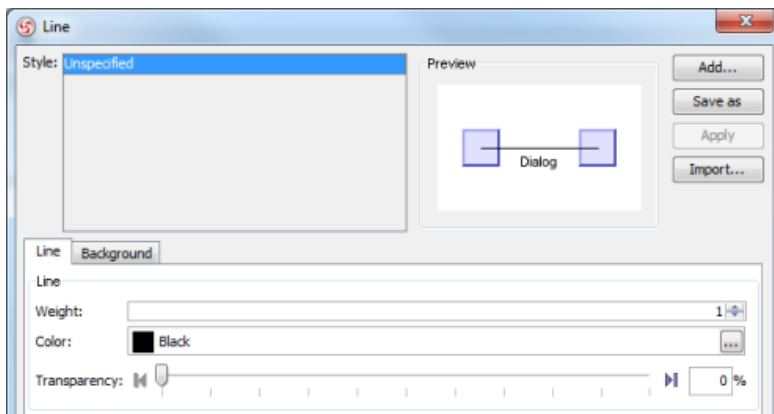 Line
Style: Unspecified
Preview
Dialog
Add...
Save as
Apply
Import...
Line Background
Line
Weight: 1
Color: Black ...
Transparency: 0 %